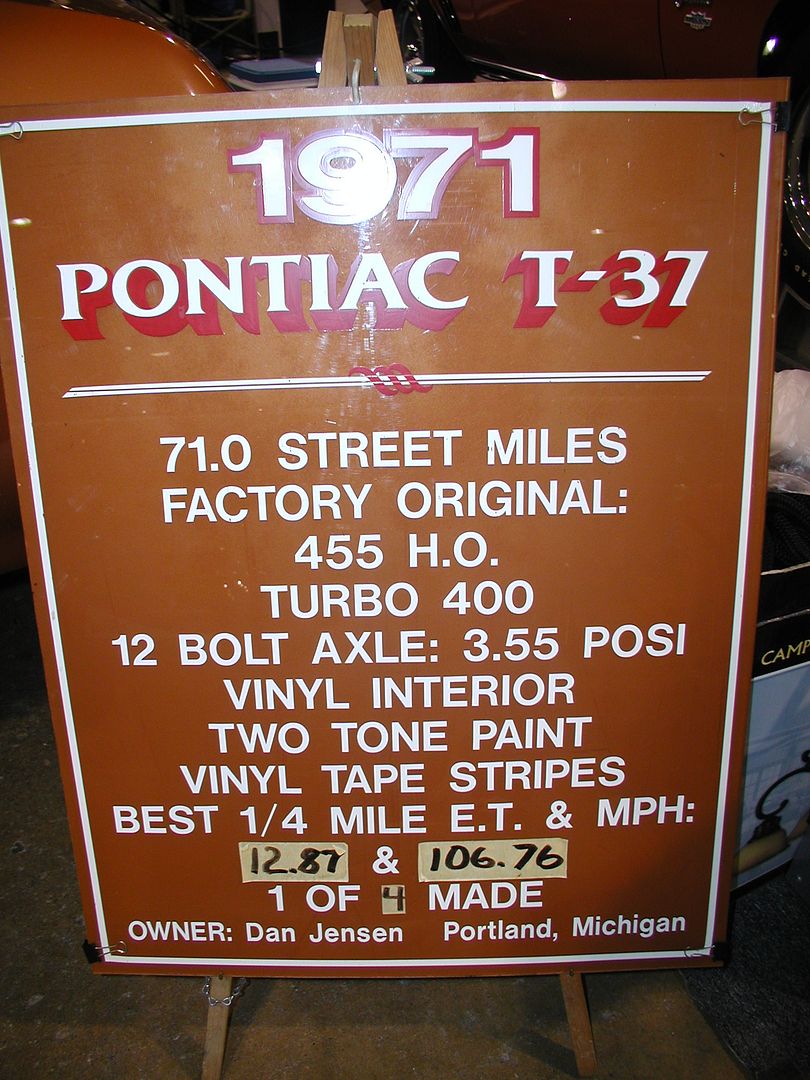 1971
PONTIAC T-37
71.0 STREET MILES
FACTORY ORIGINAL:
455 H.O.
TURBO 400
12 BOLT AXLE: 3.55 POSI
VINYL INTERIOR
TWO TONE PAINT
VINYL TAPE STRIPES
BEST 1/4 MILE E.T. & MPH:
12.87 & 106.76
1 OF 4 MADE
OWNER: Dan Jensen Portland, Michigan
CAMP